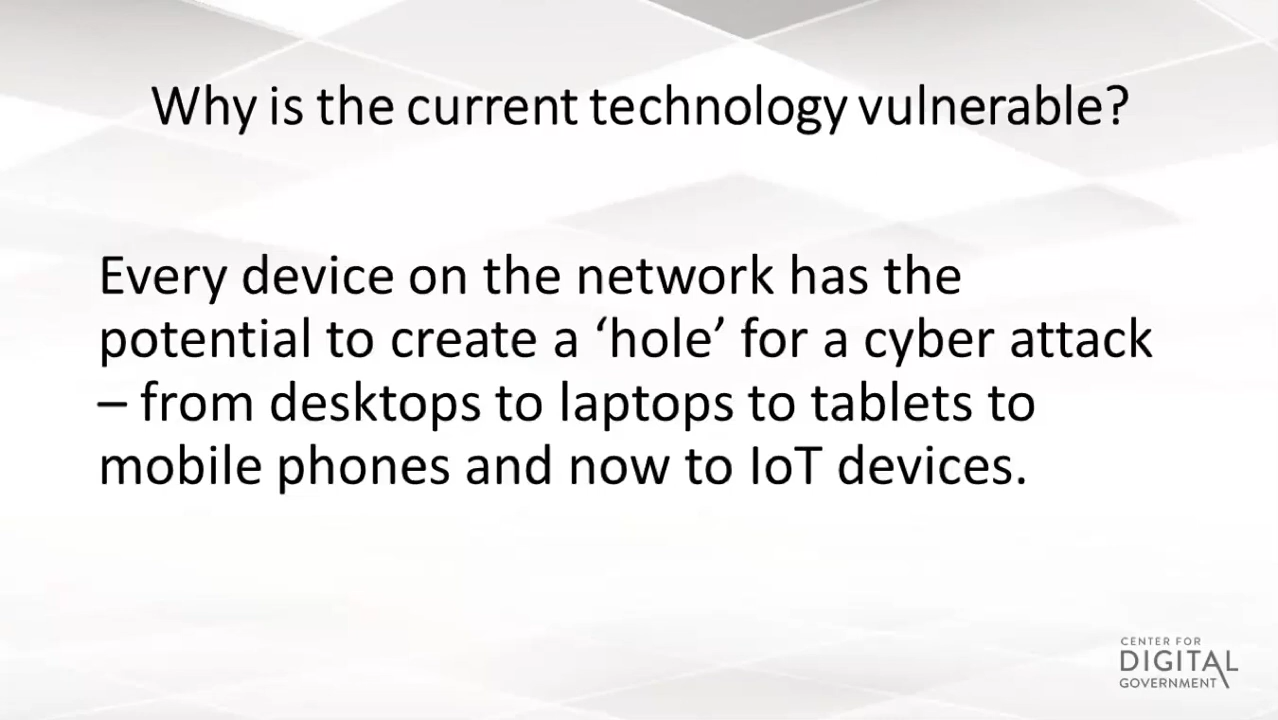 Why is the current technology vulnerable?
Every device on the network has the
potential to create a ‘hole’ for a cyber attack
– from desktops to laptops to tablets to
mobile phones and now to IoT devices.
CENTER FOR
DIGITAL
GOVERNMENT